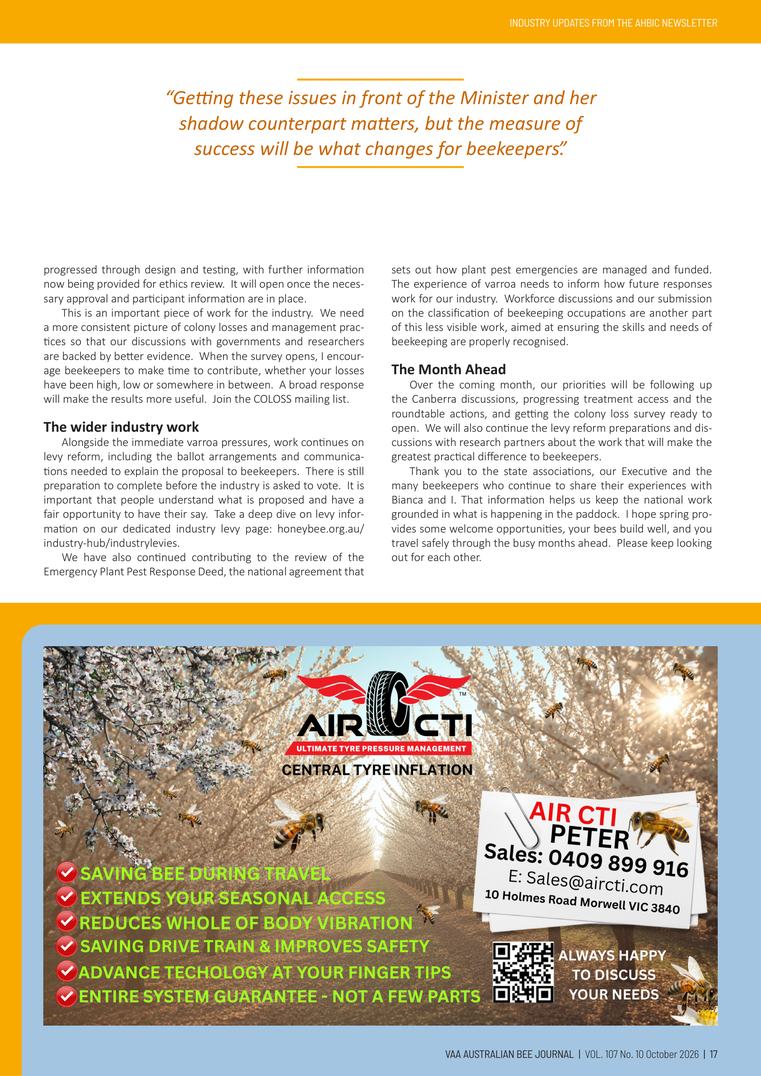 INDUSTRY UPDATES FROM THE AHBIC NEWSLETTER
“Getting these issues in front of the Minister and her
shadow counterpart matters, but the measure of
success will be what changes for beekeepers.”
progressed through design and testing, with further information
now being provided for ethics review. It will open once the neces-
sary approval and participant information are in place.
This is an important piece of work for the industry. We need
a more consistent picture of colony losses and management prac-
tices so that our discussions with governments and researchers
are backed by better evidence. When the survey opens, I encour-
age beekeepers to make time to contribute, whether your losses
have been high, low or somewhere in between. A broad response
will make the results more useful. Join the COLOSS mailing list.
The wider industry work
Alongside the immediate varroa pressures, work continues on
levy reform, including the ballot arrangements and communica-
tions needed to explain the proposal to beekeepers. There is still
preparation to complete before the industry is asked to vote. It is
important that people understand what is proposed and have a
fair opportunity to have their say. Take a deep dive on levy infor-
mation on our dedicated industry levy page: honeybee.org.au/
industry-hub/industrylevies.
We have also continued contributing to the review of the
Emergency Plant Pest Response Deed, the national agreement that
sets out how plant pest emergencies are managed and funded.
The experience of varroa needs to inform how future responses
work for our industry. Workforce discussions and our submission
on the classification of beekeeping occupations are another part
of this less visible work, aimed at ensuring the skills and needs of
beekeeping are properly recognised.
The Month Ahead
Over the coming month, our priorities will be following up
the Canberra discussions, progressing treatment access and the
roundtable actions, and getting the colony loss survey ready to
open. We will also continue the levy reform preparations and dis-
cussions with research partners about the work that will make the
greatest practical difference to beekeepers.
Thank you to the state associations, our Executive and the
many beekeepers who continue to share their experiences with
Bianca and I. That information helps us keep the national work
grounded in what is happening in the paddock. I hope spring pro-
vides some welcome opportunities, your bees build well, and you
travel safely through the busy months ahead. Please keep looking
out for each other.
AIR CTI
TM
ULTIMATE TYRE PRESSURE MANAGEMENT
CENTRAL TYRE INFLATION
AIR CTI
PETER
Sales: 0409 899 916
E: Sales@aircti.com
10 Holmes Road Morwell VIC 3840
SAVING BEE DURING TRAVEL
EXTENDS YOUR SEASONAL ACCESS
REDUCES WHOLE OF BODY VIBRATION
SAVING DRIVE TRAIN & IMPROVES SAFETY
ADVANCE TECHOLOGY AT YOUR FINGER TIPS
ENTIRE SYSTEM GUARANTEE - NOT A FEW PARTS
ALWAYS HAPPY
TO DISCUSS
YOUR NEEDS
VAA AUSTRALIAN BEE JOURNAL | VOL. 107 No. 10 October 2026 | 17